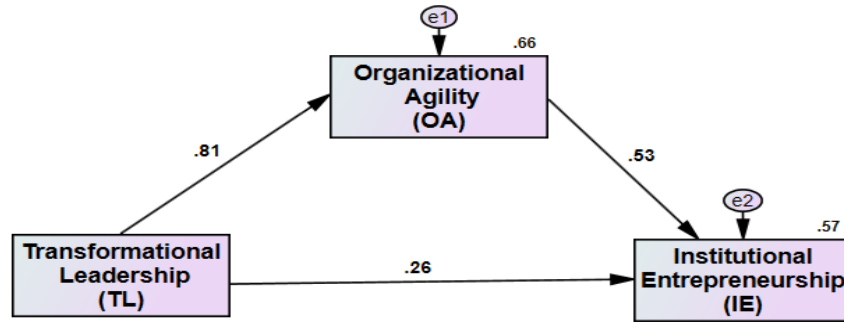 e1
.66
Organizational
Agility
(OA)
.81
.53
e2
.57
Transformational
Leadership
(TL)
.26
Institutional
Entrepreneurship
(IE)